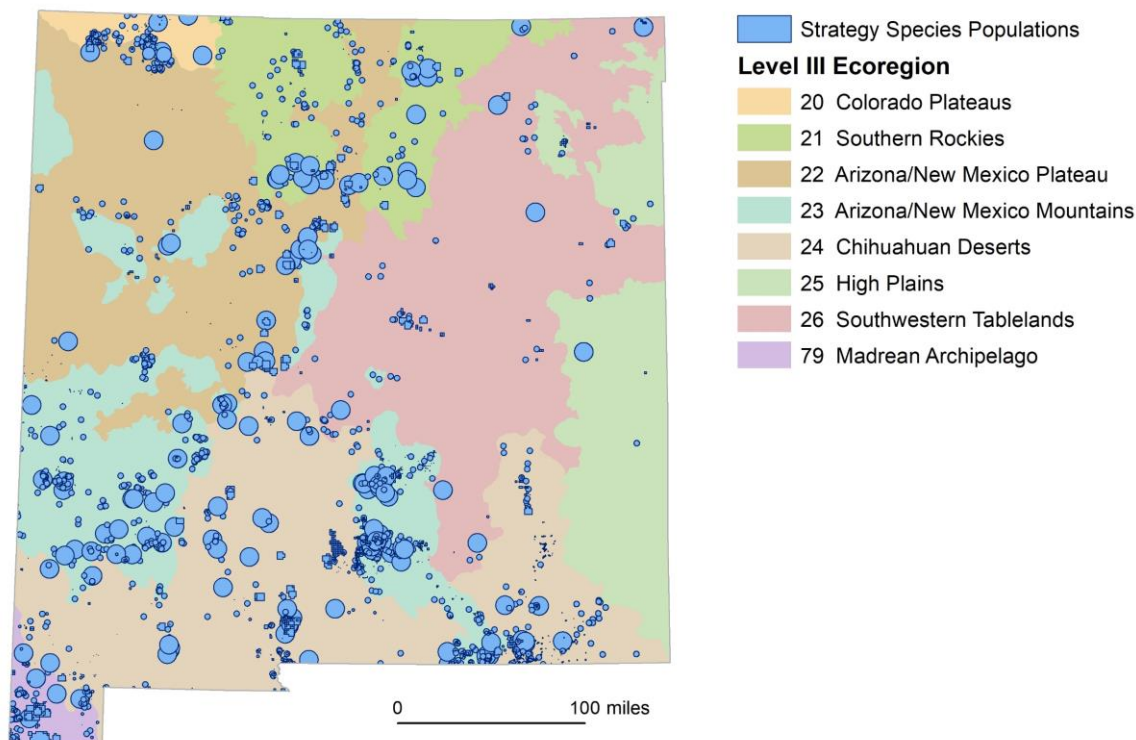 Strategy Species Populations
Level III Ecoregion
20 Colorado Plateaus
21 Southern Rockies
22 Arizona/New Mexico Plateau
23 Arizona/New Mexico Mountains
24 Chihuahuan Deserts
25 High Plains
26 Southwestern Tablelands
79 Madrean Archipelago
0 100 miles